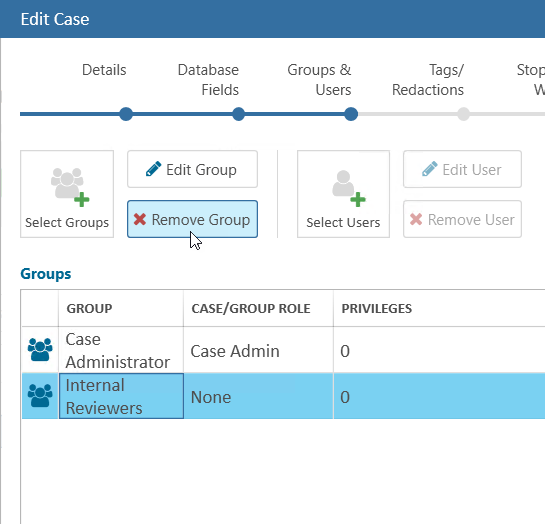 Edit Case
Details
Database
Fields
Groups &
Users
Tags/
Redactions
Stop
W
Select Groups
Edit Group
Remove Group
Select Users
Edit User
Remove User
Groups
GROUP CASE/GROUP ROLE PRIVILEGES
Case
Administrator
Case Admin
0
Internal
Reviewers
None
0